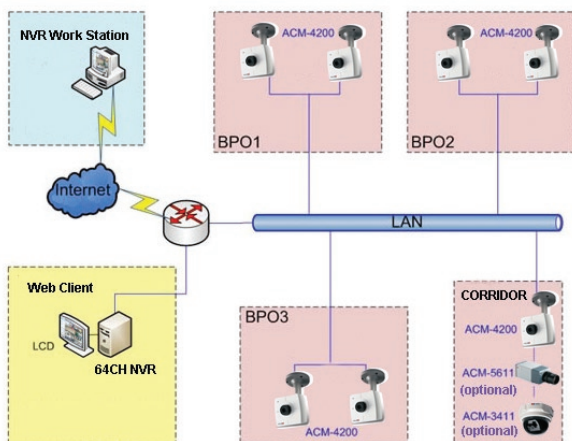 NVR Work Station
ACM-4200
ACM-4200
BPO1
BPO2
Internet
LAN
Web Client
LCD
64CH NVR
BPO3
ACM-4200
CORRIDOR
ACM-4200
ACM-5611
(optional)
ACM-3411
(optional)